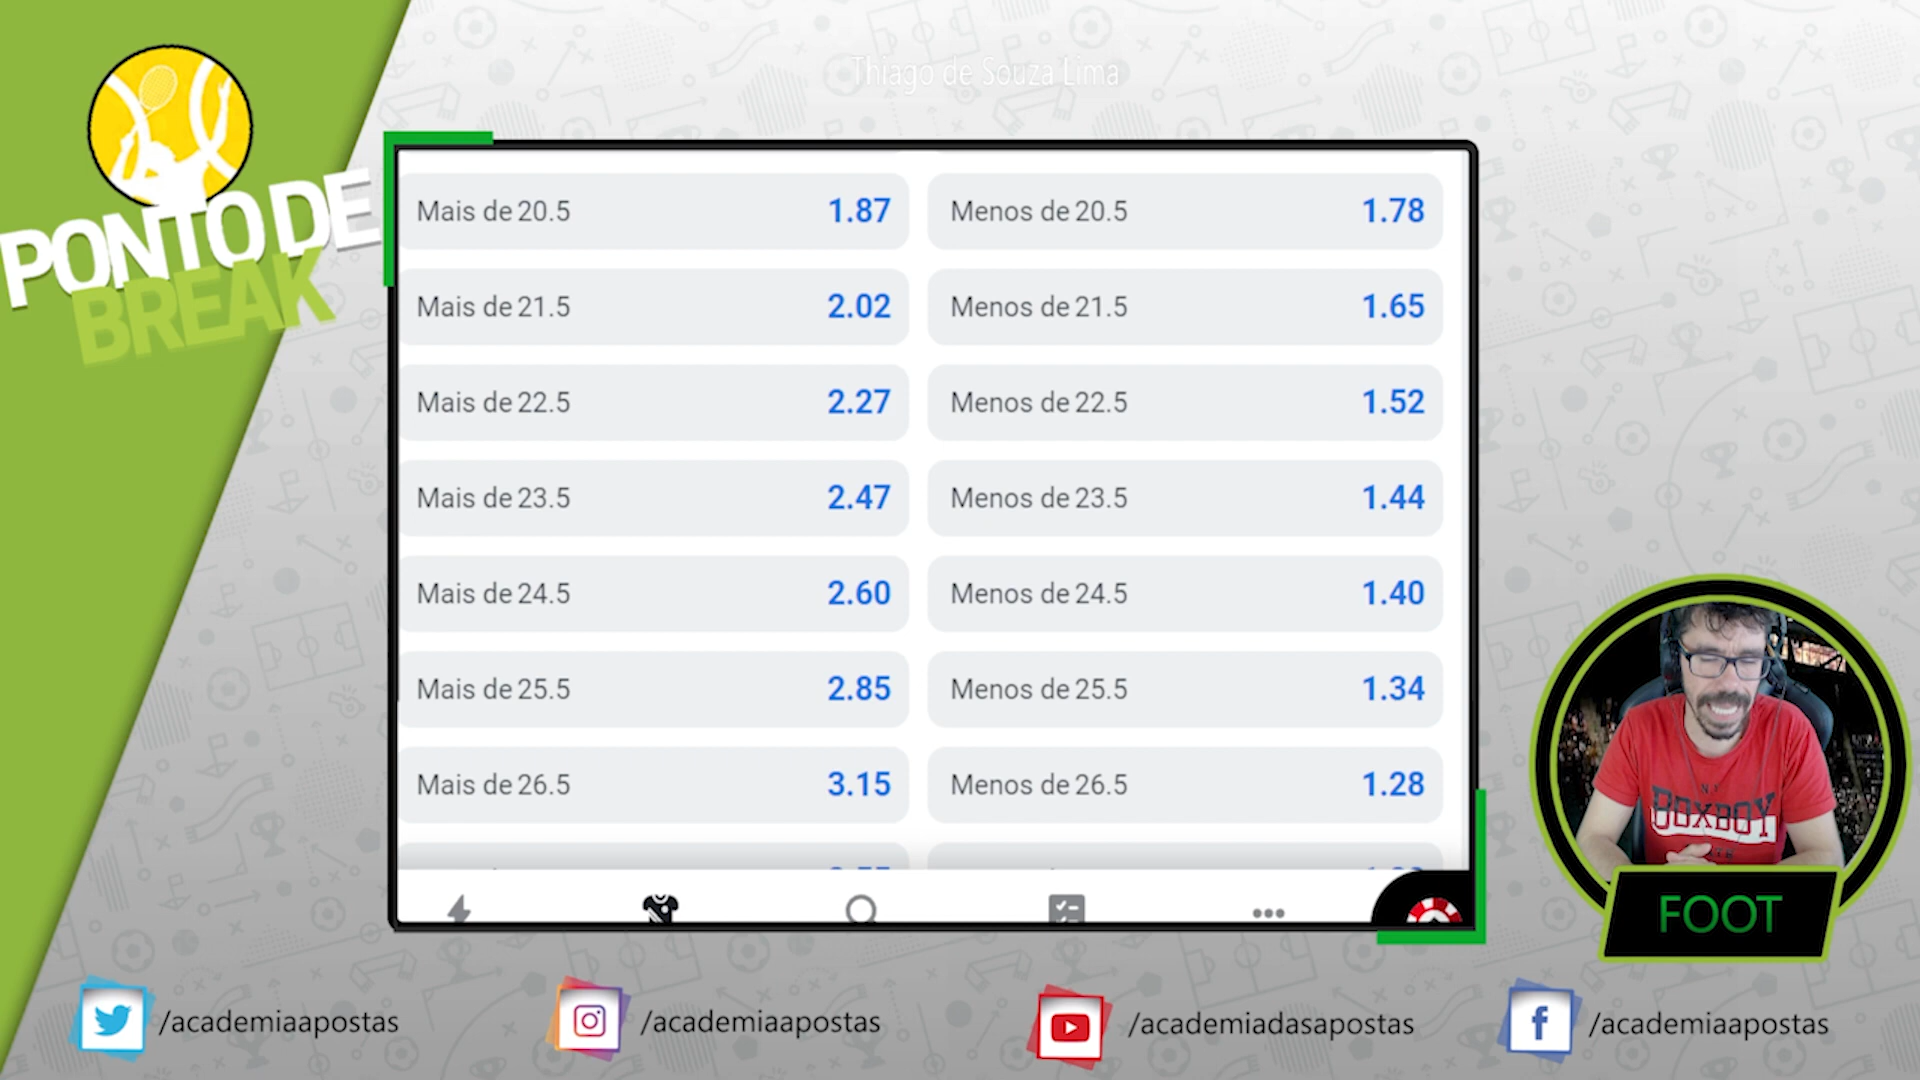 Thiago de Souza Lima
PONTO DE
BREAK
Mais de 20.5 1.87 Menos de 20.5 1.78
Mais de 21.5 2.02 Menos de 21.5 1.65
Mais de 22.5 2.27 Menos de 22.5 1.52
Mais de 23.5 2.47 Menos de 23.5 1.44
Mais de 24.5 2.60 Menos de 24.5 1.40
Mais de 25.5 2.85 Menos de 25.5 1.34
Mais de 26.5 3.15 Menos de 26.5 1.28
BOXBOY
FOOT
/academiaapostas
/academiaapostas
/academiadasapostas
/academiaapostas